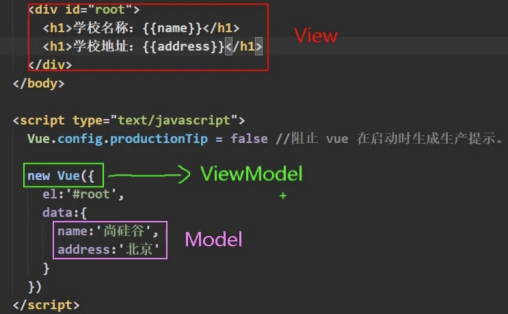 <div id="root">
<h1>学校名称：{{name}}</h1>
<h1>学校地址：{{address}}</h1>
View
</div>
</body>
<script type="text/javascript">
Vue.config.productionTip = false //阻止 vue 在启动时生成生产提示。
new Vue({
ViewModel
el:'#root',
data:{
name:'尚硅谷',
address:'北京'
Model
}
})
</script>